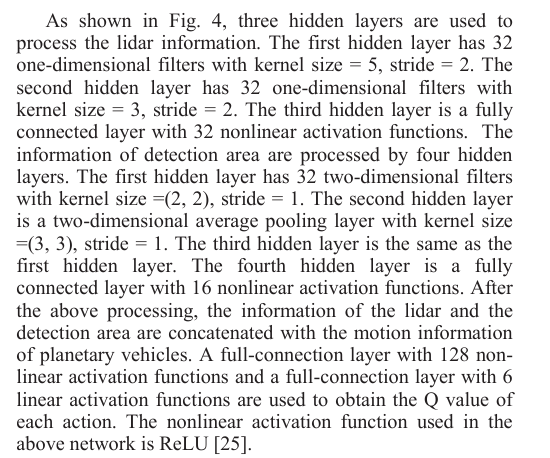 As shown in Fig. 4, three hidden layers are used to
process the lidar information. The first hidden layer has 32
one-dimensional filters with kernel size = 5, stride = 2. The
second hidden layer has 32 one-dimensional filters with
kernel size = 3, stride = 2. The third hidden layer is a fully
connected layer with 32 nonlinear activation functions. The
information of detection area are processed by four hidden
layers. The first hidden layer has 32 two-dimensional filters
with kernel size =(2, 2), stride = 1. The second hidden layer
is a two-dimensional average pooling layer with kernel size
=(3, 3), stride = 1. The third hidden layer is the same as the
first hidden layer. The fourth hidden layer is a fully
connected layer with 16 nonlinear activation functions. After
the above processing, the information of the lidar and the
detection area are concatenated with the motion information
of planetary vehicles. A full-connection layer with 128 non-
linear activation functions and a full-connection layer with 6
linear activation functions are used to obtain the Q value of
each action. The nonlinear activation function used in the
above network is ReLU [25].